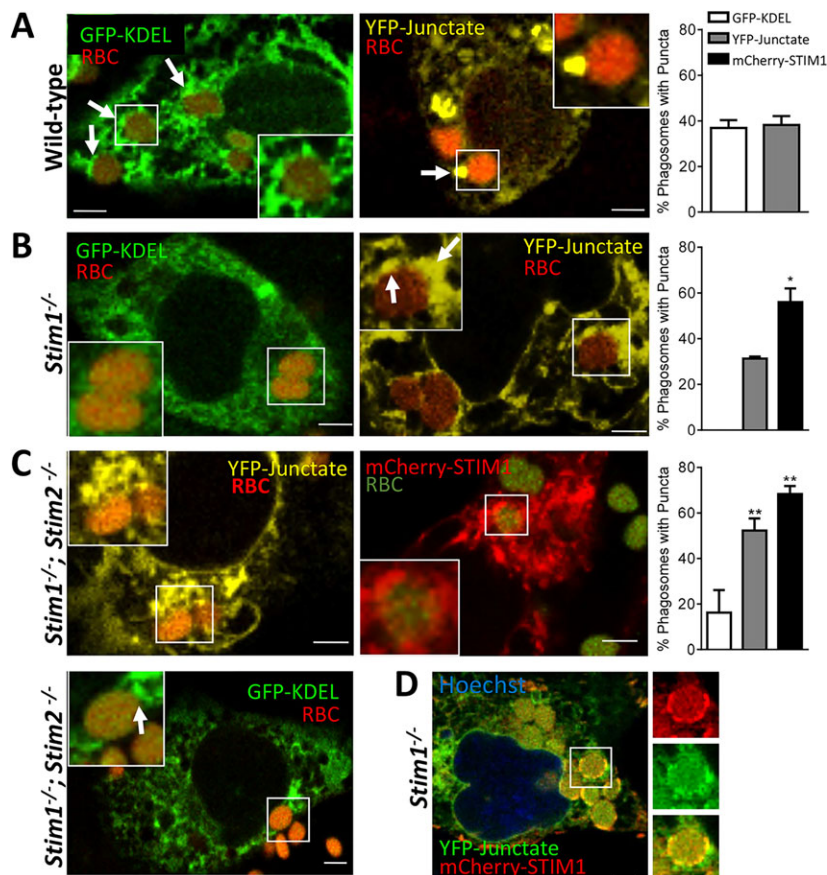 A
GFP-KDEL
RBC
YFP-Junctate
RBC
GFP-KDEL
YFP-Junctate
mCherry-STIM1
Wild-type
% Phagosomes with Puncta
80
60
40
20
0
B
GFP-KDEL
RBC
YFP-Junctate
RBC
Stim1-/-
% Phagosomes with Puncta
80
60
40
20
0
*
C
YFP-Junctate
RBC
mCherry-STIM1
RBC
Stim1-/-; Stim2 -/-
% Phagosomes with Puncta
80
60
40
20
0
**
**
GFP-KDEL
RBC
Stim1-/-; Stim2 -/-
D
Hoechst
Stim1-/-
YFP-Junctate
mCherry-STIM1